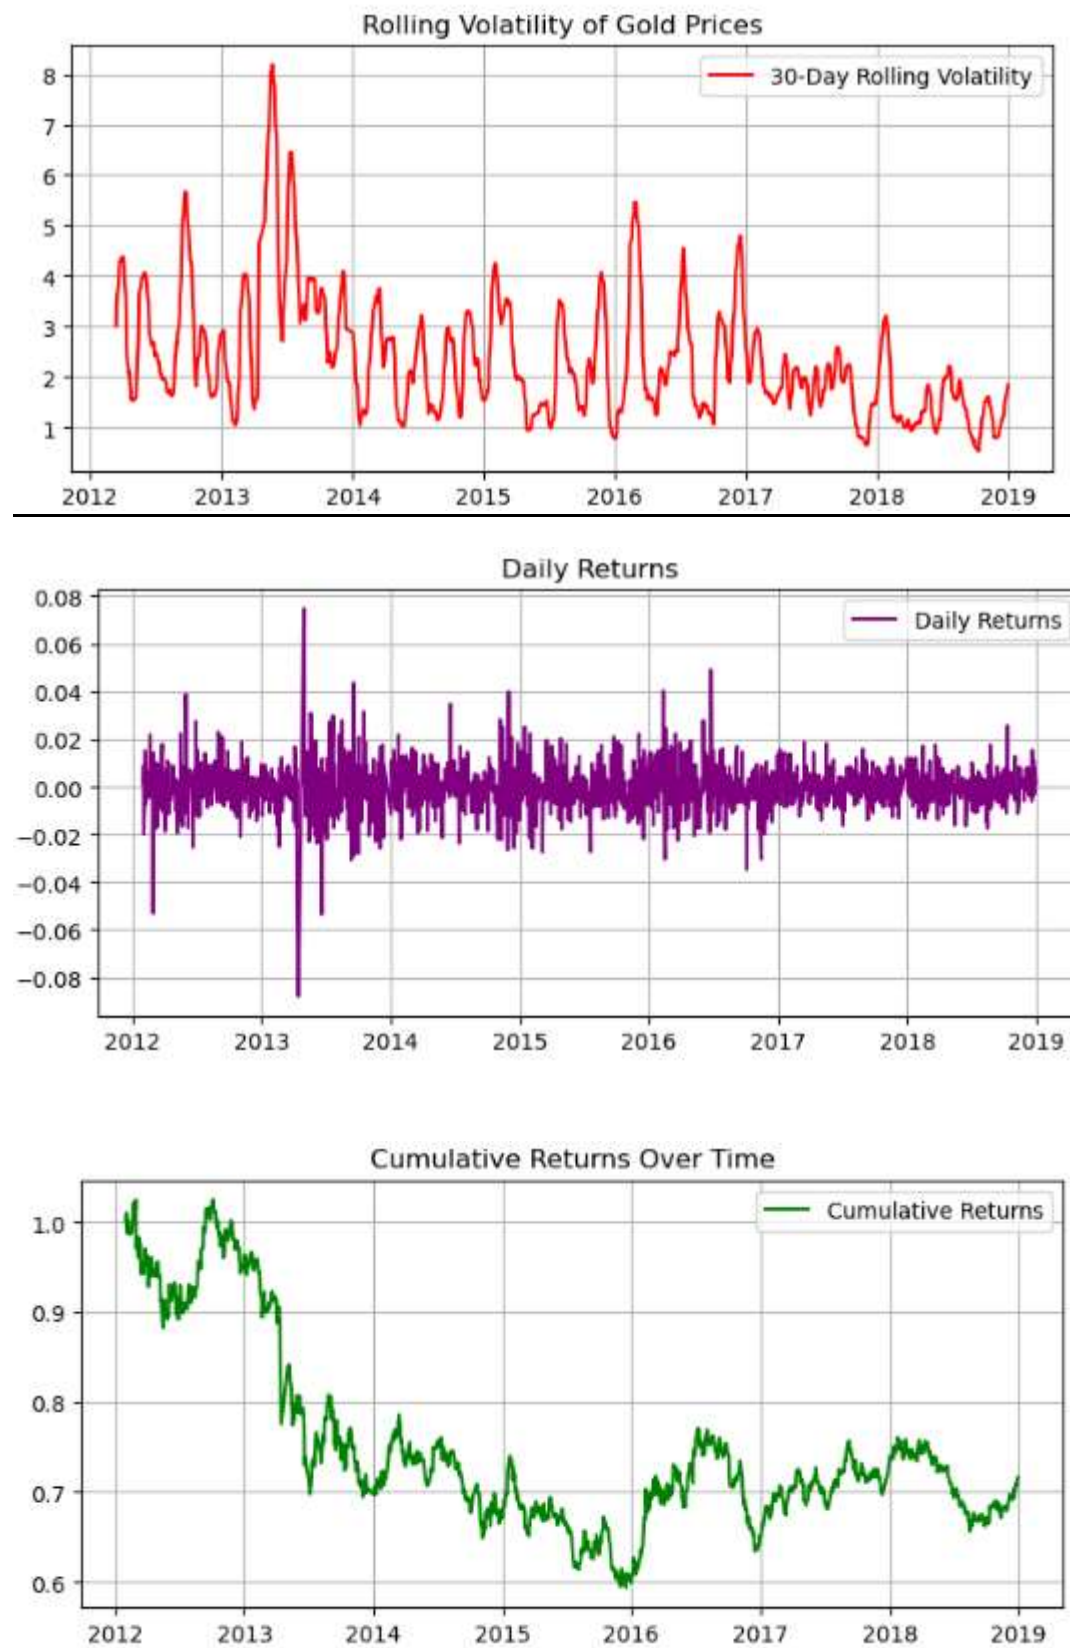 Rolling Volatility of Gold Prices
30-Day Rolling Volatility
8
7
6
5
4
3
2
1
2012 2013 2014 2015 2016 2017 2018 2019
Daily Returns
Daily Returns
0.08
0.06
0.04
0.02
0.00
−0.02
−0.04
−0.06
−0.08
2012 2013 2014 2015 2016 2017 2018 2019
Cumulative Returns Over Time
Cumulative Returns
1.0
0.9
0.8
0.7
0.6
2012 2013 2014 2015 2016 2017 2018 2019